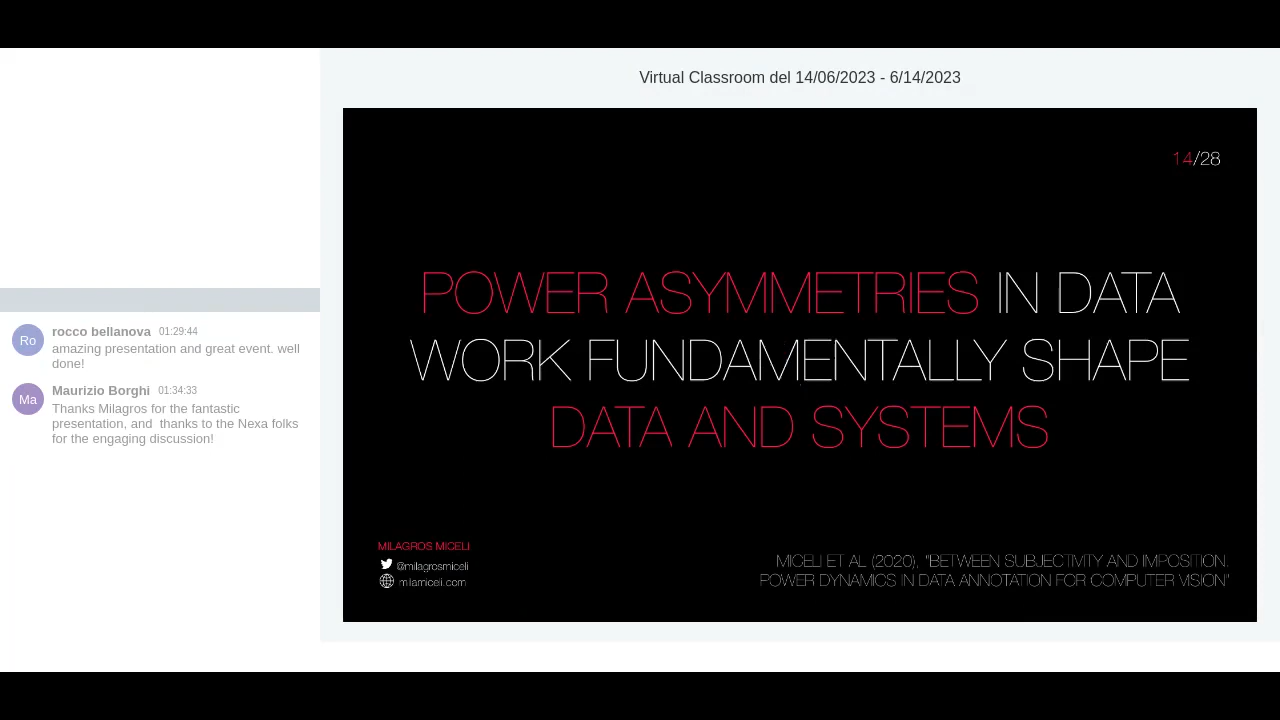 Virtual Classroom del 14/06/2023 - 6/14/2023
14/28
POWER ASYMMETRIES IN DATA
WORK FUNDAMENTALLY SHAPE
DATA AND SYSTEMS
MILAGROS MICELI
@milagrosmiceli
milamiceli.com
MICELI ET AL (2020), "BETWEEN SUBJECTIVITY AND IMPOSITION.
POWER DYNAMICS IN DATA ANNOTATION FOR COMPUTER VISION"
Ro
rocco bellanova 01:29:44
amazing presentation and great event. well
done!
Ma
Maurizio Borghi 01:34:33
Thanks Milagros for the fantastic
presentation, and  thanks to the Nexa folks
for the engaging discussion!